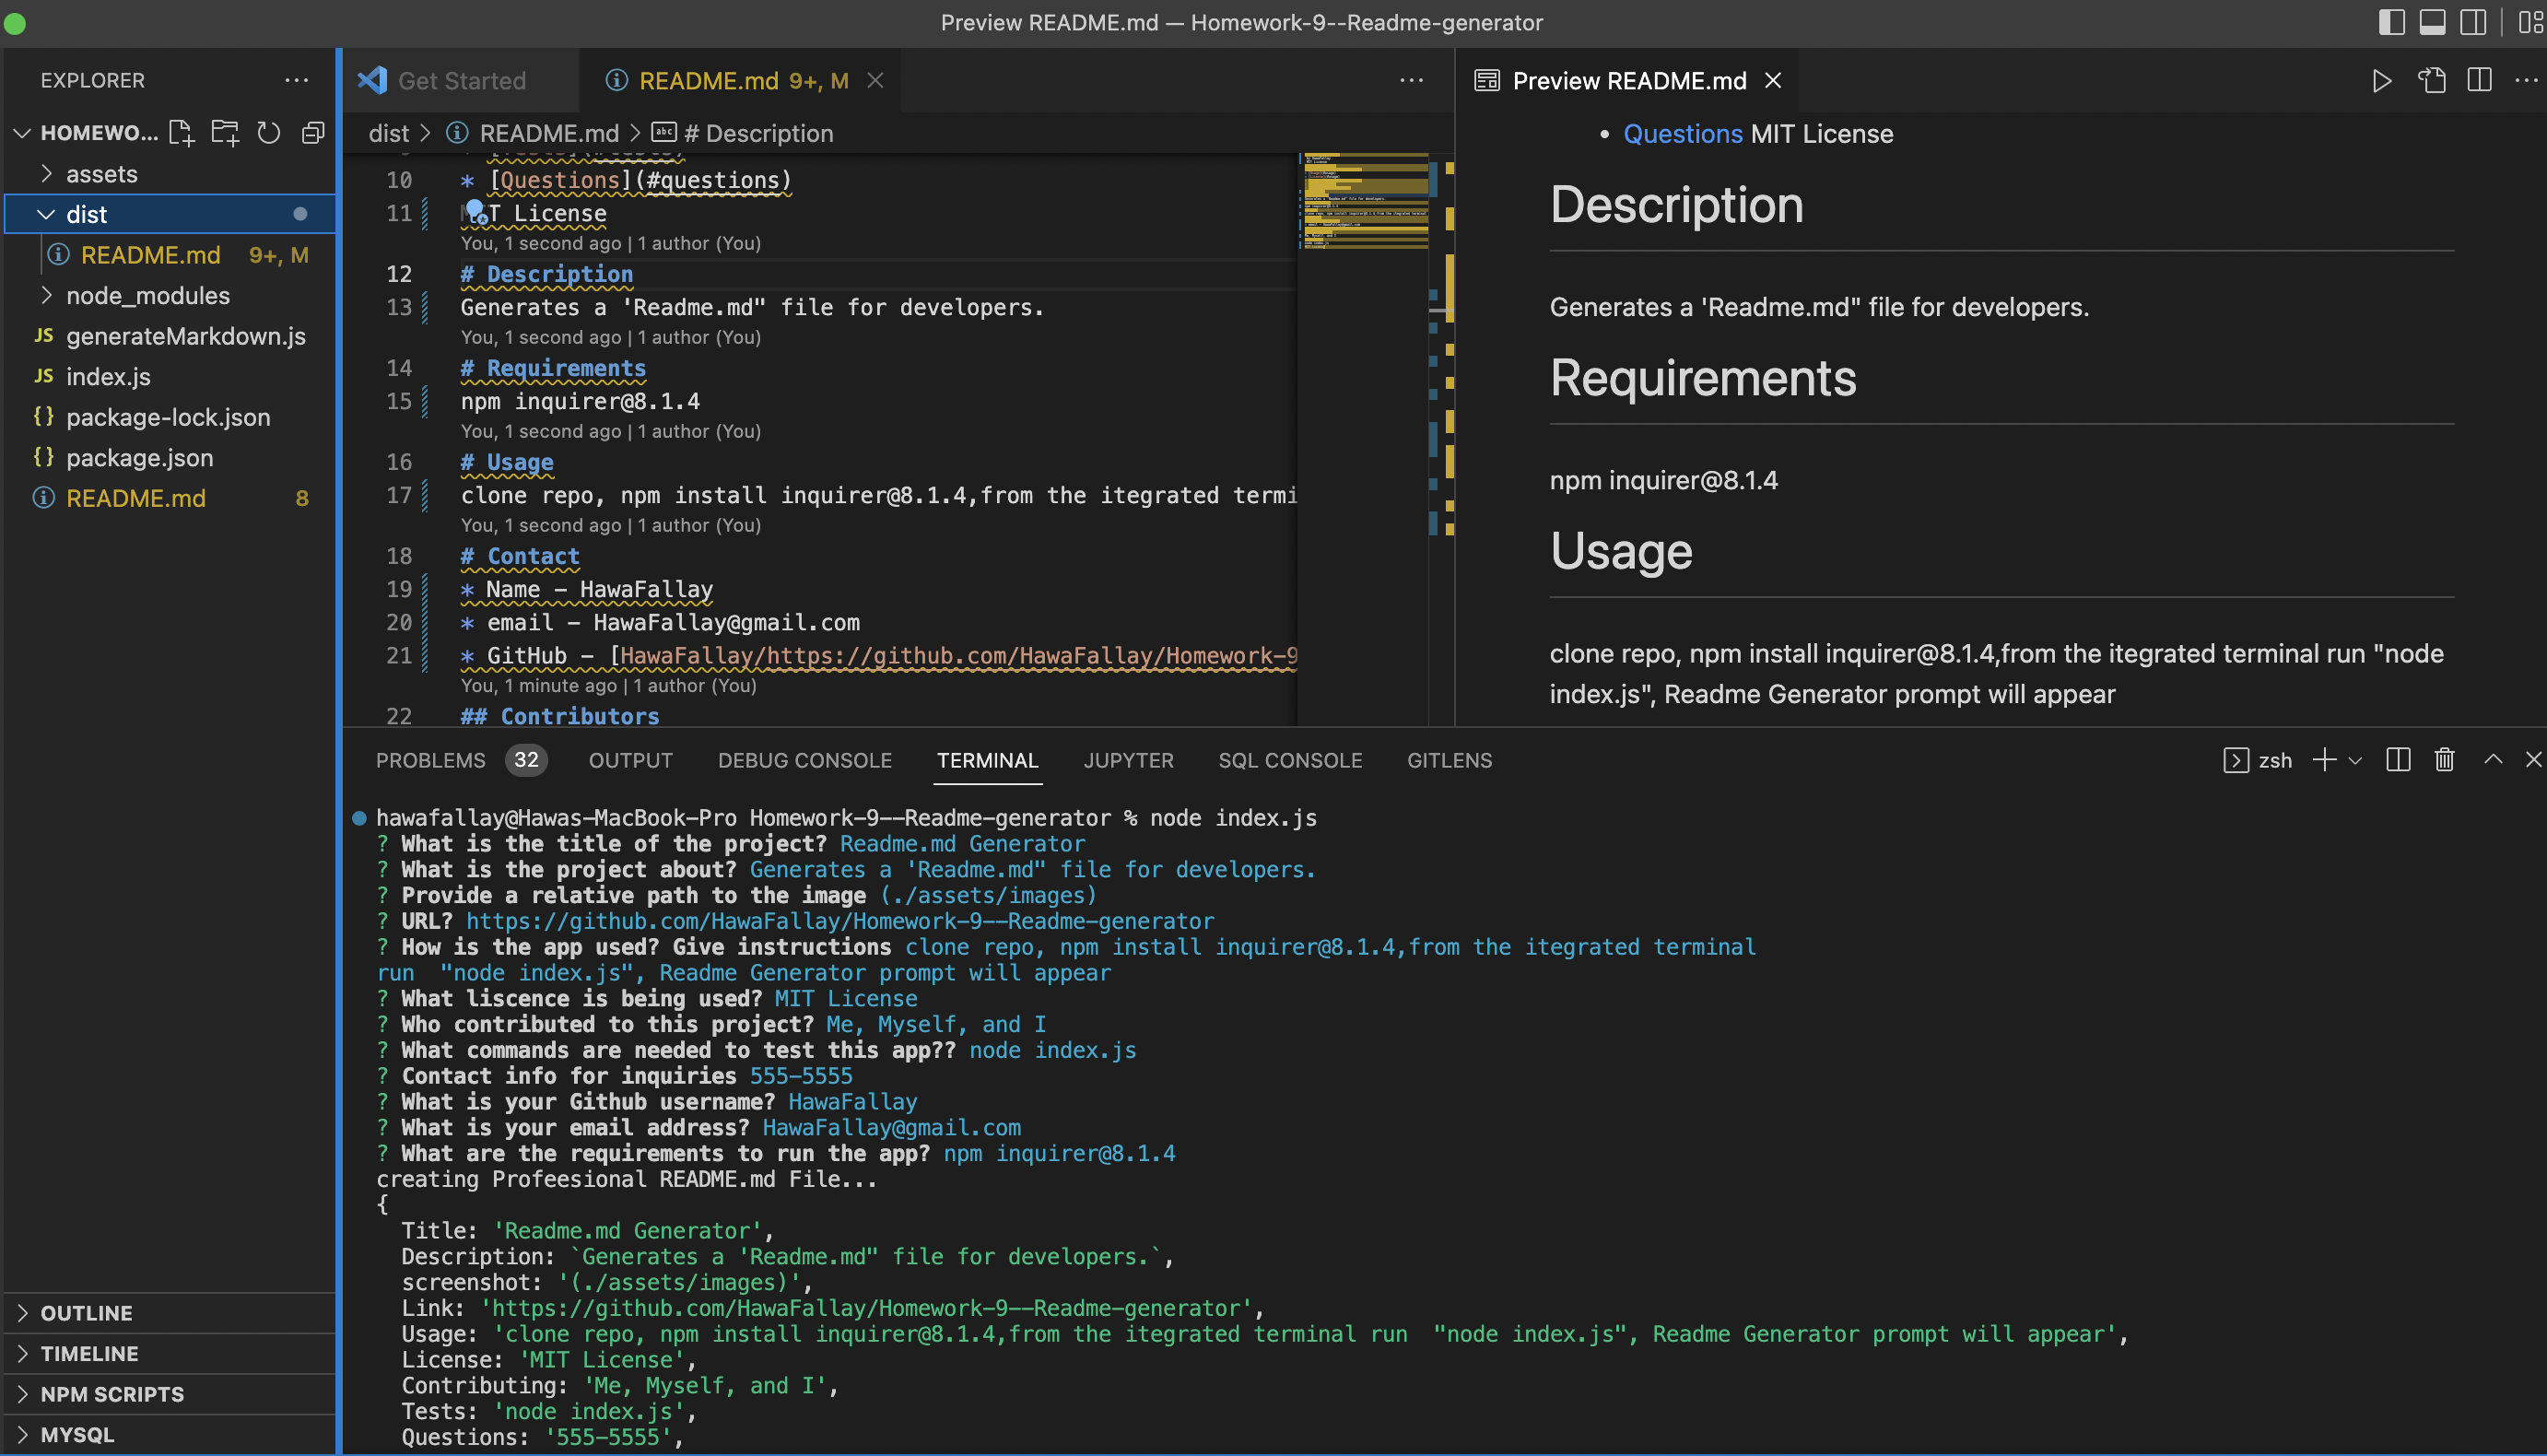 Preview README.md — Homework-9--Readme-generator
EXPLORER
HOMEWO...
assets
dist
README.md 9+, M
node_modules
JS generateMarkdown.js
JS index.js
{} package-lock.json
{} package.json
README.md 8
OUTLINE
TIMELINE
NPM SCRIPTS
MYSQL
Get Started
README.md 9+, M
dist > README.md > # Description
10 * [Questions](#questions)
11 MIT License
You, 1 second ago | 1 author (You)
12 # Description
13 Generates a 'Readme.md" file for developers.
You, 1 second ago | 1 author (You)
14 # Requirements
15 npm inquirer@8.1.4
You, 1 second ago | 1 author (You)
16 # Usage
17 clone repo, npm install inquirer@8.1.4,from the itegrated termi
You, 1 second ago | 1 author (You)
18 # Contact
19 * Name - HawaFallay
20 * email - HawaFallay@gmail.com
21 * GitHub - [HawaFallay/https://github.com/HawaFallay/Homework-9
You, 1 minute ago | 1 author (You)
22 ## Contributors
Preview README.md
• Questions MIT License
Description
Generates a 'Readme.md" file for developers.
Requirements
npm inquirer@8.1.4
Usage
clone repo, npm install inquirer@8.1.4,from the itegrated terminal run "node
index.js", Readme Generator prompt will appear
PROBLEMS 32 OUTPUT DEBUG CONSOLE TERMINAL JUPYTER SQL CONSOLE GITLENS
zsh
hawafallay@Hawas-MacBook-Pro Homework-9--Readme-generator % node index.js
? What is the title of the project? Readme.md Generator
? What is the project about? Generates a 'Readme.md" file for developers.
? Provide a relative path to the image (./assets/images)
? URL? https://github.com/HawaFallay/Homework-9--Readme-generator
? How is the app used? Give instructions clone repo, npm install inquirer@8.1.4,from the itegrated terminal
run  "node index.js", Readme Generator prompt will appear
? What liscence is being used? MIT License
? Who contributed to this project? Me, Myself, and I
? What commands are needed to test this app?? node index.js
? Contact info for inquiries 555-5555
? What is your Github username? HawaFallay
? What is your email address? HawaFallay@gmail.com
? What are the requirements to run the app? npm inquirer@8.1.4
creating Profeesional README.md File...
{
Title: 'Readme.md Generator',
Description: `Generates a 'Readme.md" file for developers.`,
screenshot: '(./assets/images)',
Link: 'https://github.com/HawaFallay/Homework-9--Readme-generator',
Usage: 'clone repo, npm install inquirer@8.1.4,from the itegrated terminal run  "node index.js", Readme Generator prompt will appear',
License: 'MIT License',
Contributing: 'Me, Myself, and I',
Tests: 'node index.js',
Questions: '555-5555',